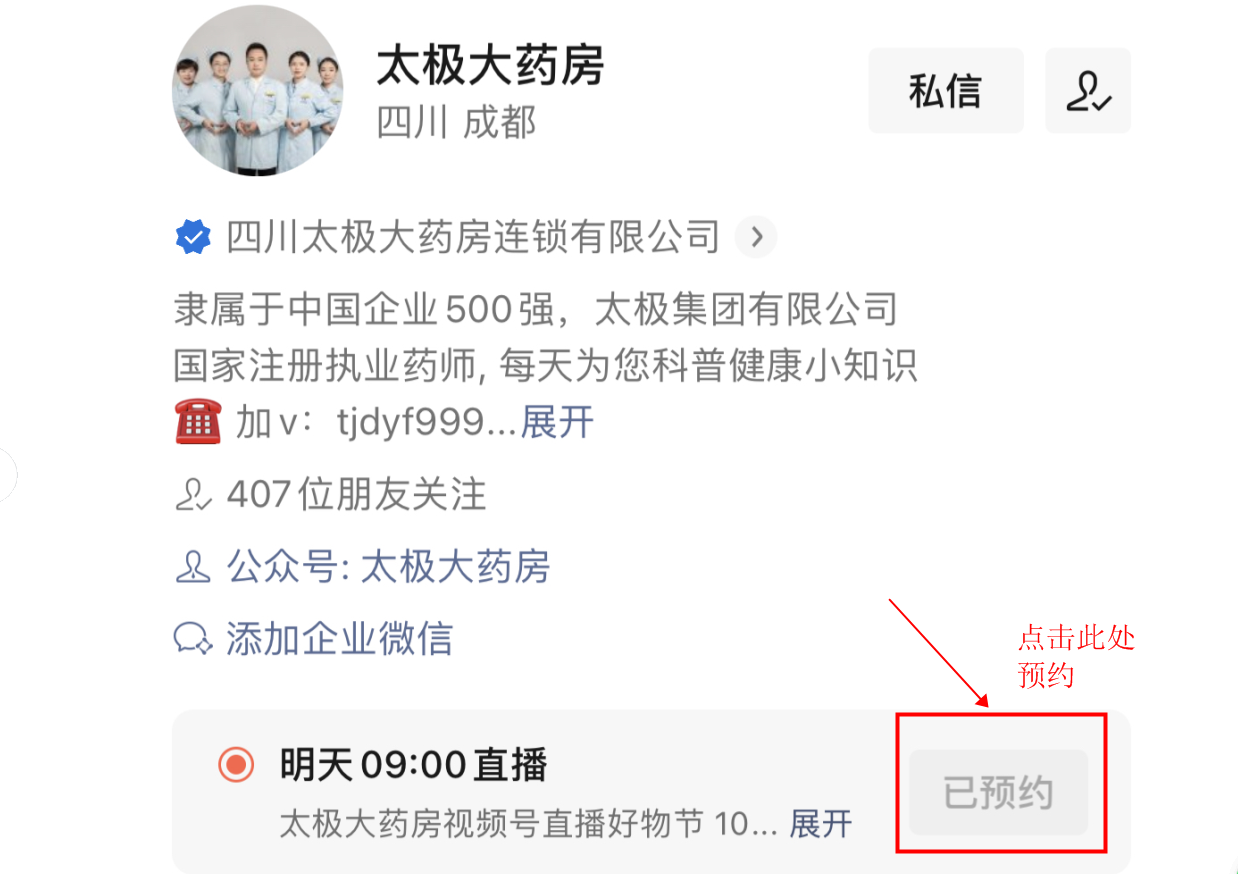 太极大药房
四川 成都
私信
四川太极大药房连锁有限公司
隶属于中国企业500强，太极集团有限公司
国家注册执业药师, 每天为您科普健康小知识
加v：tjdyf999...展开
407位朋友关注
公众号: 太极大药房
添加企业微信
点击此处
预约
明天09:00直播
太极大药房视频号直播好物节 10... 展开
已预约